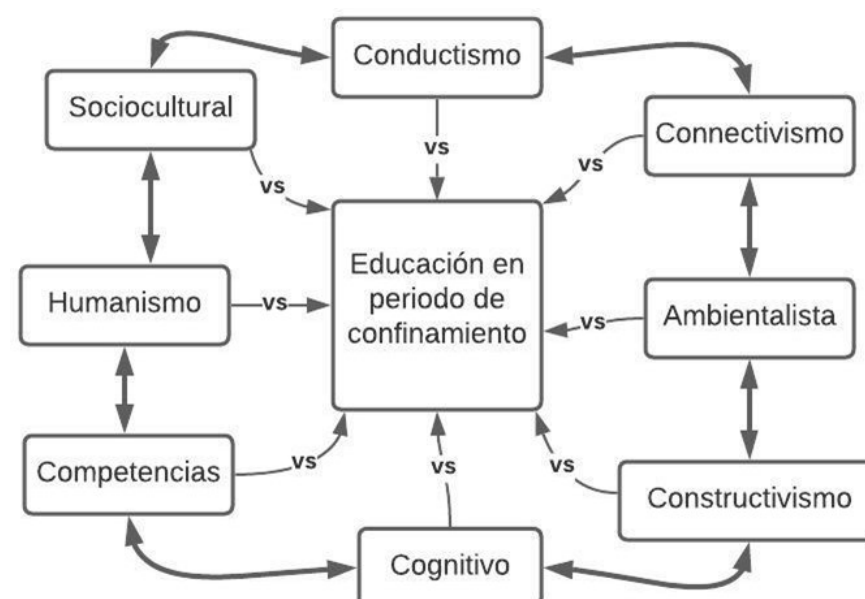 Conductismo
Sociocultural
Connectivismo
vs
vs
vs
Educación en
periodo de
confinamiento
Humanismo
vs
vs
Ambientalista
Competencias
vs
vs
vs
Constructivismo
Cognitivo